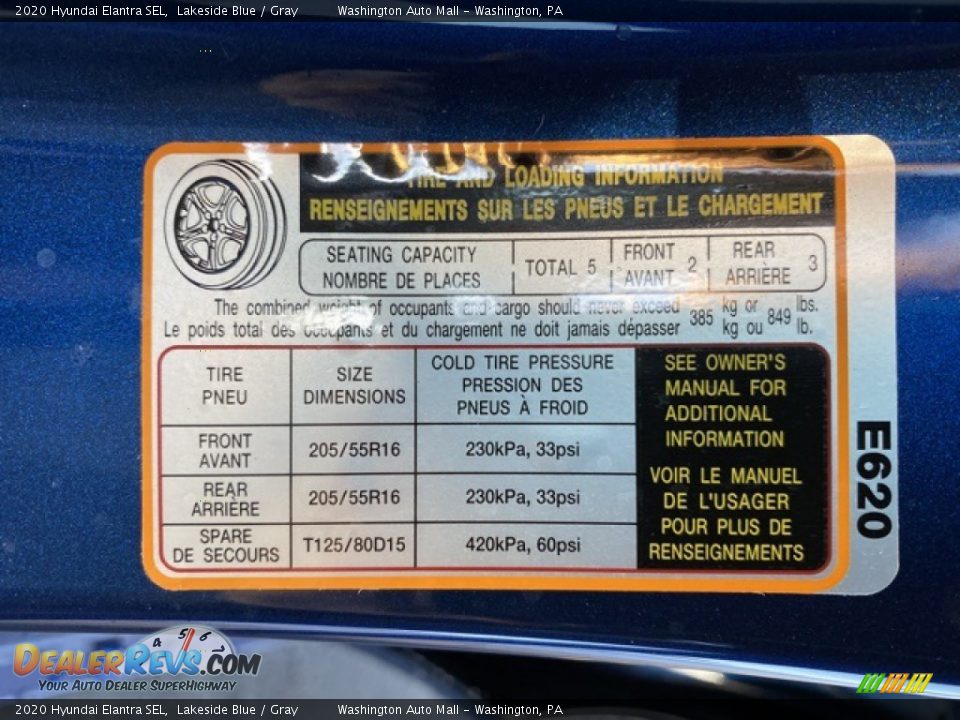 2020 Hyundai Elantra SEL, Lakeside Blue / Gray Washington Auto Mall - Washington, PA
TIRE AND LOADING INFORMATION
RENSEIGNEMENTS SUR LES PNEUS ET LE CHARGEMENT
SEATING CAPACITY
NOMBRE DE PLACES
TOTAL 5
FRONT
AVANT
2
REAR
ARRIÈRE
3
The combined weight of occupants and cargo should never exceed 385 kg or 849 lbs.
Le poids total des occupants et du chargement ne doit jamais dépasser kg ou lb.
TIRE
PNEU
SIZE
DIMENSIONS
COLD TIRE PRESSURE
PRESSION DES
PNEUS À FROID
FRONT
AVANT
205/55R16
230kPa, 33psi
REAR
ARRIÈRE
205/55R16
230kPa, 33psi
SPARE
DE SECOURS
T125/80D15
420kPa, 60psi
SEE OWNER'S
MANUAL FOR
ADDITIONAL
INFORMATION
VOIR LE MANUEL
DE L'USAGER
POUR PLUS DE
RENSEIGNEMENTS
E620
4 5 6 7
DEALERREVS.COM
YOUR AUTO DEALER SUPERHIGHWAY
2020 Hyundai Elantra SEL, Lakeside Blue / Gray Washington Auto Mall - Washington, PA